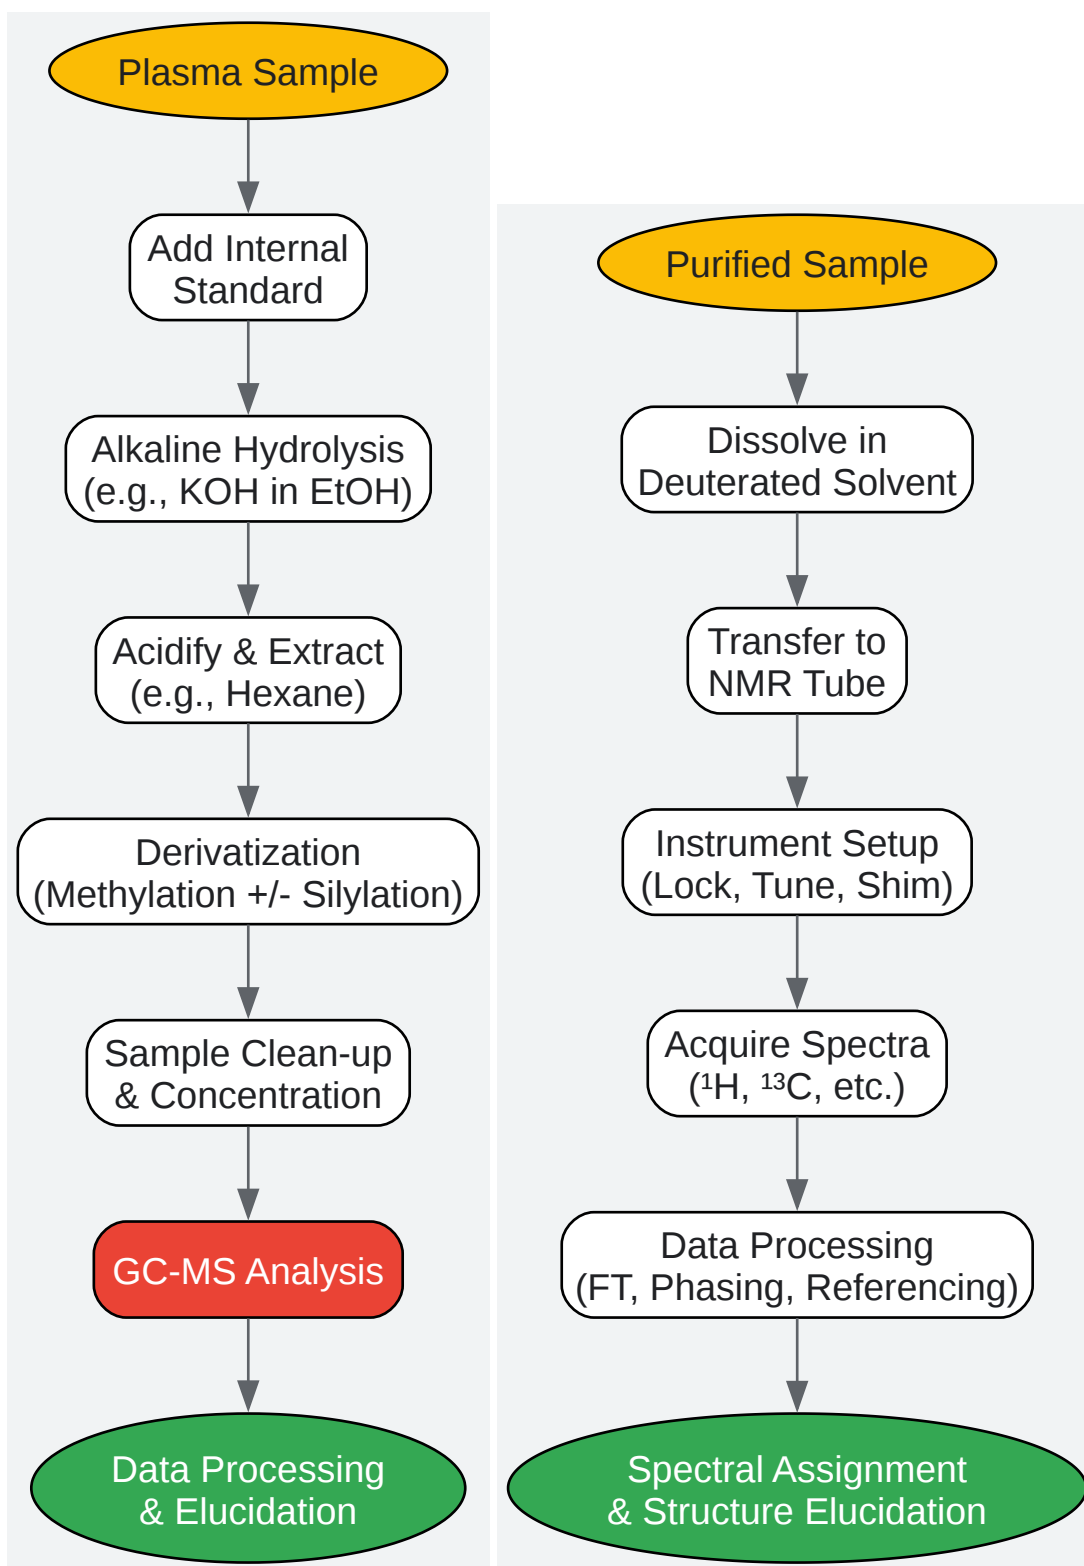 Plasma Sample
Add Internal
Standard
Alkaline Hydrolysis
(e.g., KOH in EtOH)
Acidify & Extract
(e.g., Hexane)
Derivatization
(Methylation +/- Silylation)
Sample Clean-up
& Concentration
GC-MS Analysis
Data Processing
& Elucidation
Purified Sample
Dissolve in
Deuterated Solvent
Transfer to
NMR Tube
Instrument Setup
(Lock, Tune, Shim)
Acquire Spectra
(¹H, ¹³C, etc.)
Data Processing
(FT, Phasing, Referencing)
Spectral Assignment
& Structure Elucidation